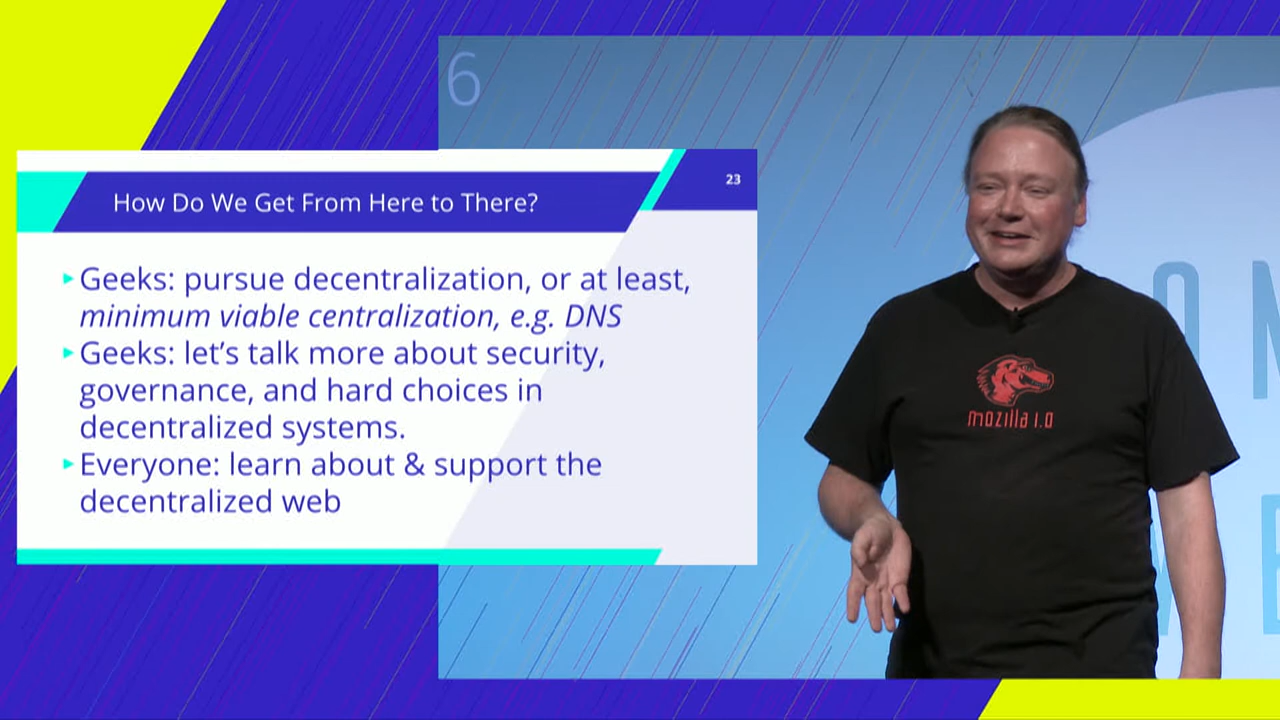 6
How Do We Get From Here to There?
23
▸Geeks: pursue decentralization, or at least,
minimum viable centralization, e.g. DNS
▸Geeks: let's talk more about security,
governance, and hard choices in
decentralized systems.
▸Everyone: learn about & support the
decentralized web
mozilla 1.0
OM
WE